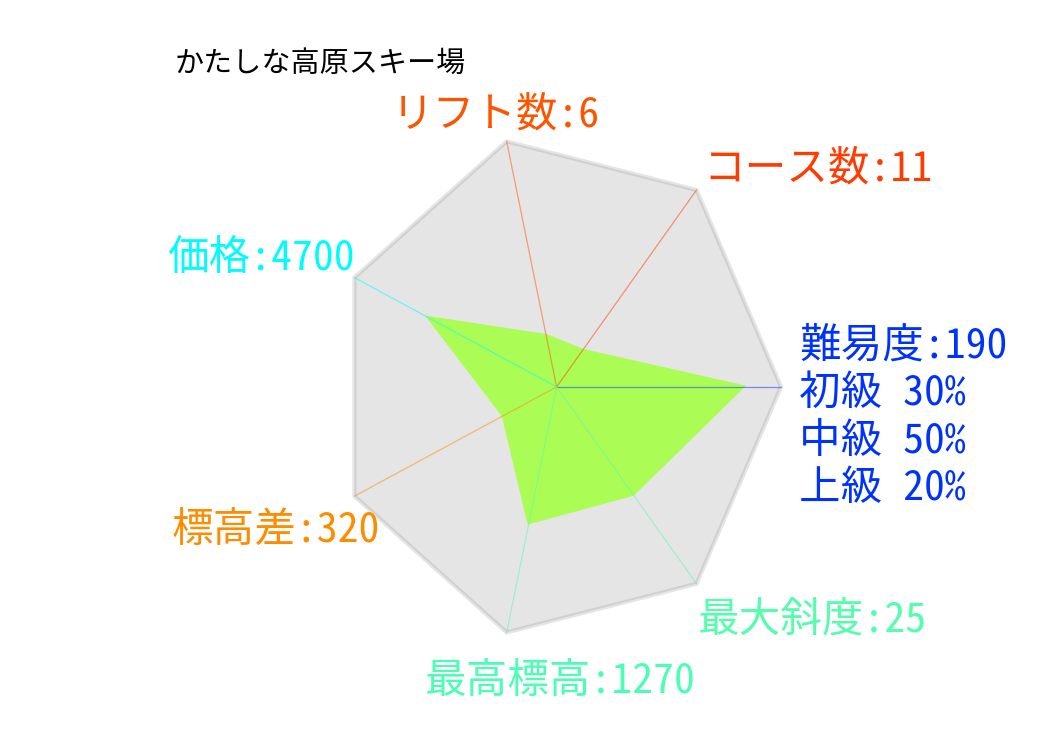 かたしな高原スキー場
リフト数:6
コース数:11
価格:4700
難易度:190
初級 30%
中級 50%
上級 20%
標高差:320
最大斜度:25
最高標高:1270